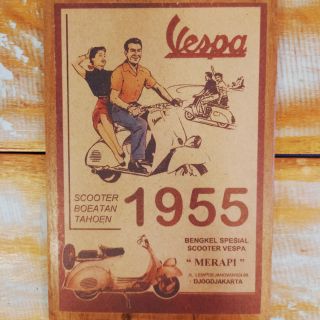 Vespa
SCOOTER
BOEATAN
TAHOEN
1955
BENGKEL SPESIAL
SCOOTER VESPA
“ MERAPI ”
DJOGDJAKARTA